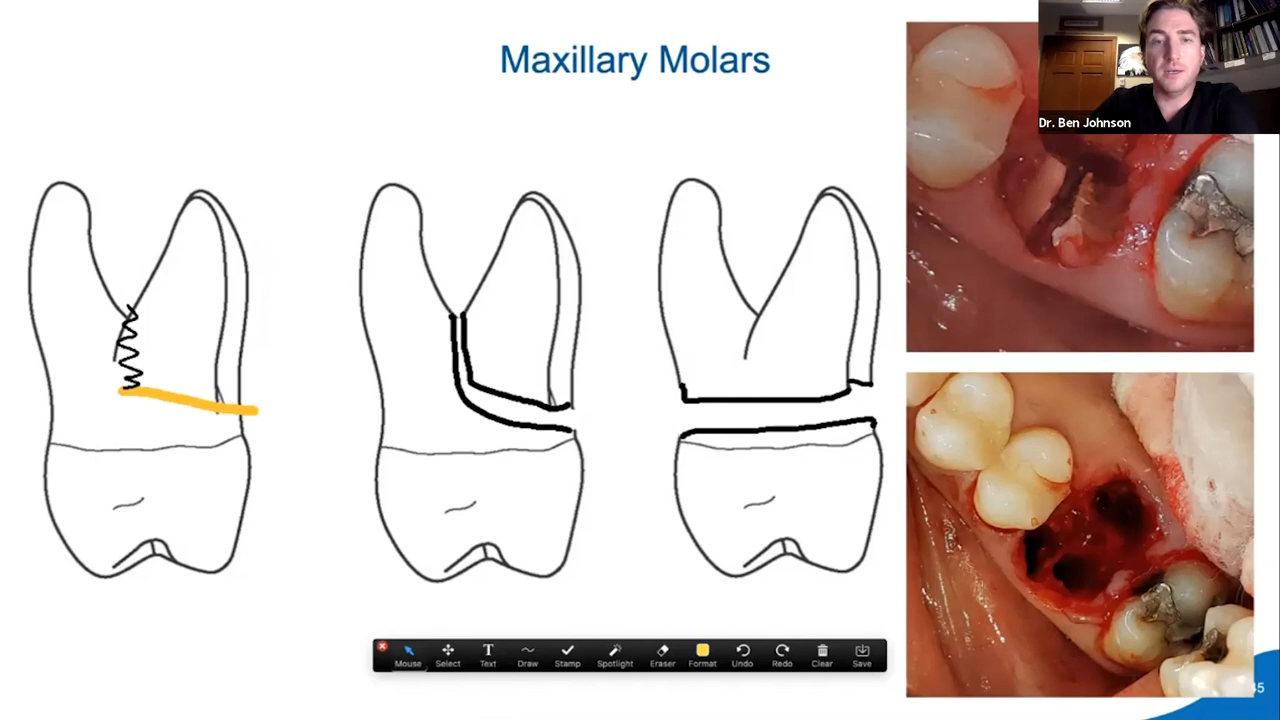 Maxillary Molars
Dr. Ben Johnson
Mouse Select Text Draw Stamp Spotlight Eraser Format Undo Redo Clear Save